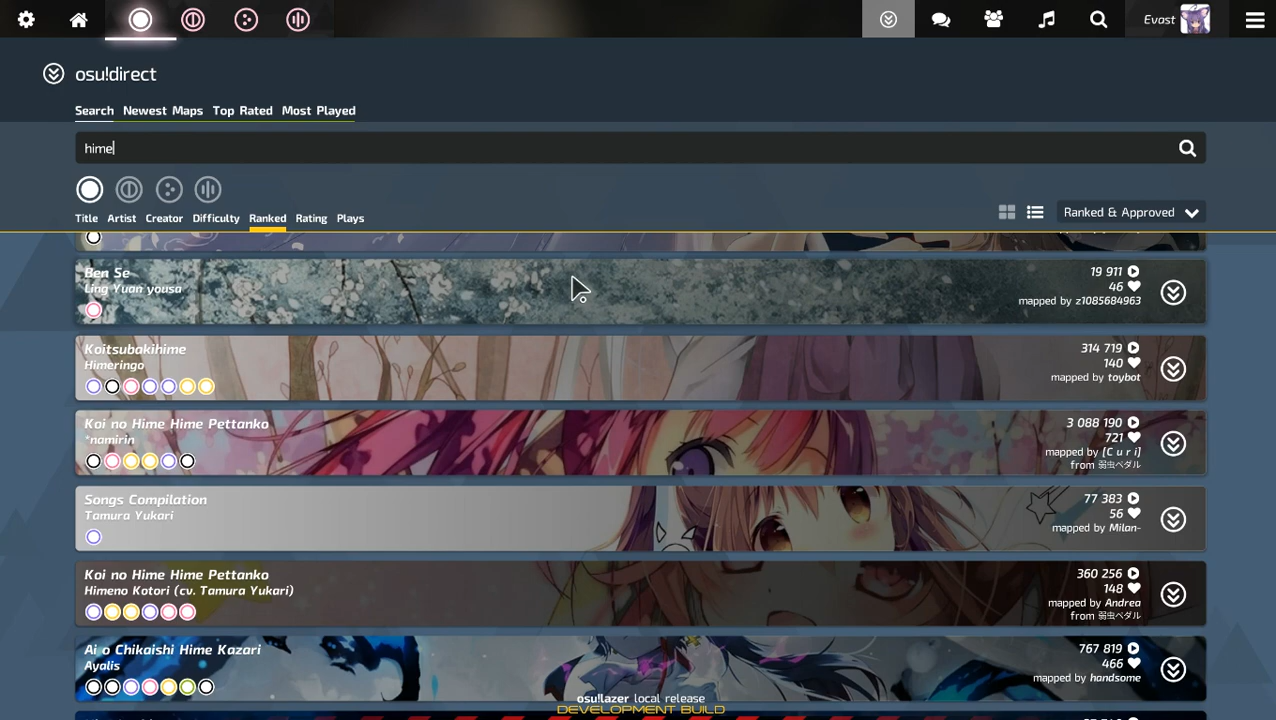 Evast
osu!direct
Search Newest Maps Top Rated Most Played
hime
Title Artist Creator Difficulty Ranked Rating Plays
Ranked & Approved
Ben Se
Ling Yuan yousa
19 911
46
mapped by z1085684963
Koitsubakihime
Himeringo
314 719
140
mapped by toybot
Koi no Hime Hime Pettanko
*namirin
3 088 190
721
mapped by [C u r i]
from 弱虫ペダル
Songs Compilation
Tamura Yukari
77 383
56
mapped by Milan-
Koi no Hime Hime Pettanko
Himeno Kotori (cv. Tamura Yukari)
360 256
148
mapped by Andrea
from 弱虫ペダル
Ai o Chikaishi Hime Kazari
Ayalis
767 819
466
mapped by handsome
osu!lazer local release
DEVELOPMENT BUILD